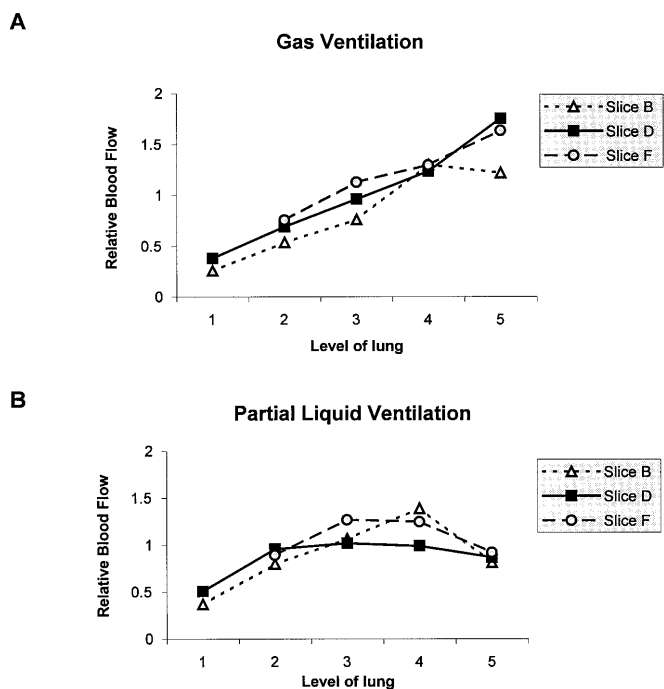 A
Gas Ventilation
2
1.5
1
0.5
0
Relative Blood Flow
1 2 3 4 5
Level of lung
Slice B
Slice D
Slice F
B
Partial Liquid Ventilation
2
1.5
1
0.5
0
Relative Blood Flow
1 2 3 4 5
Level of lung
Slice B
Slice D
Slice F